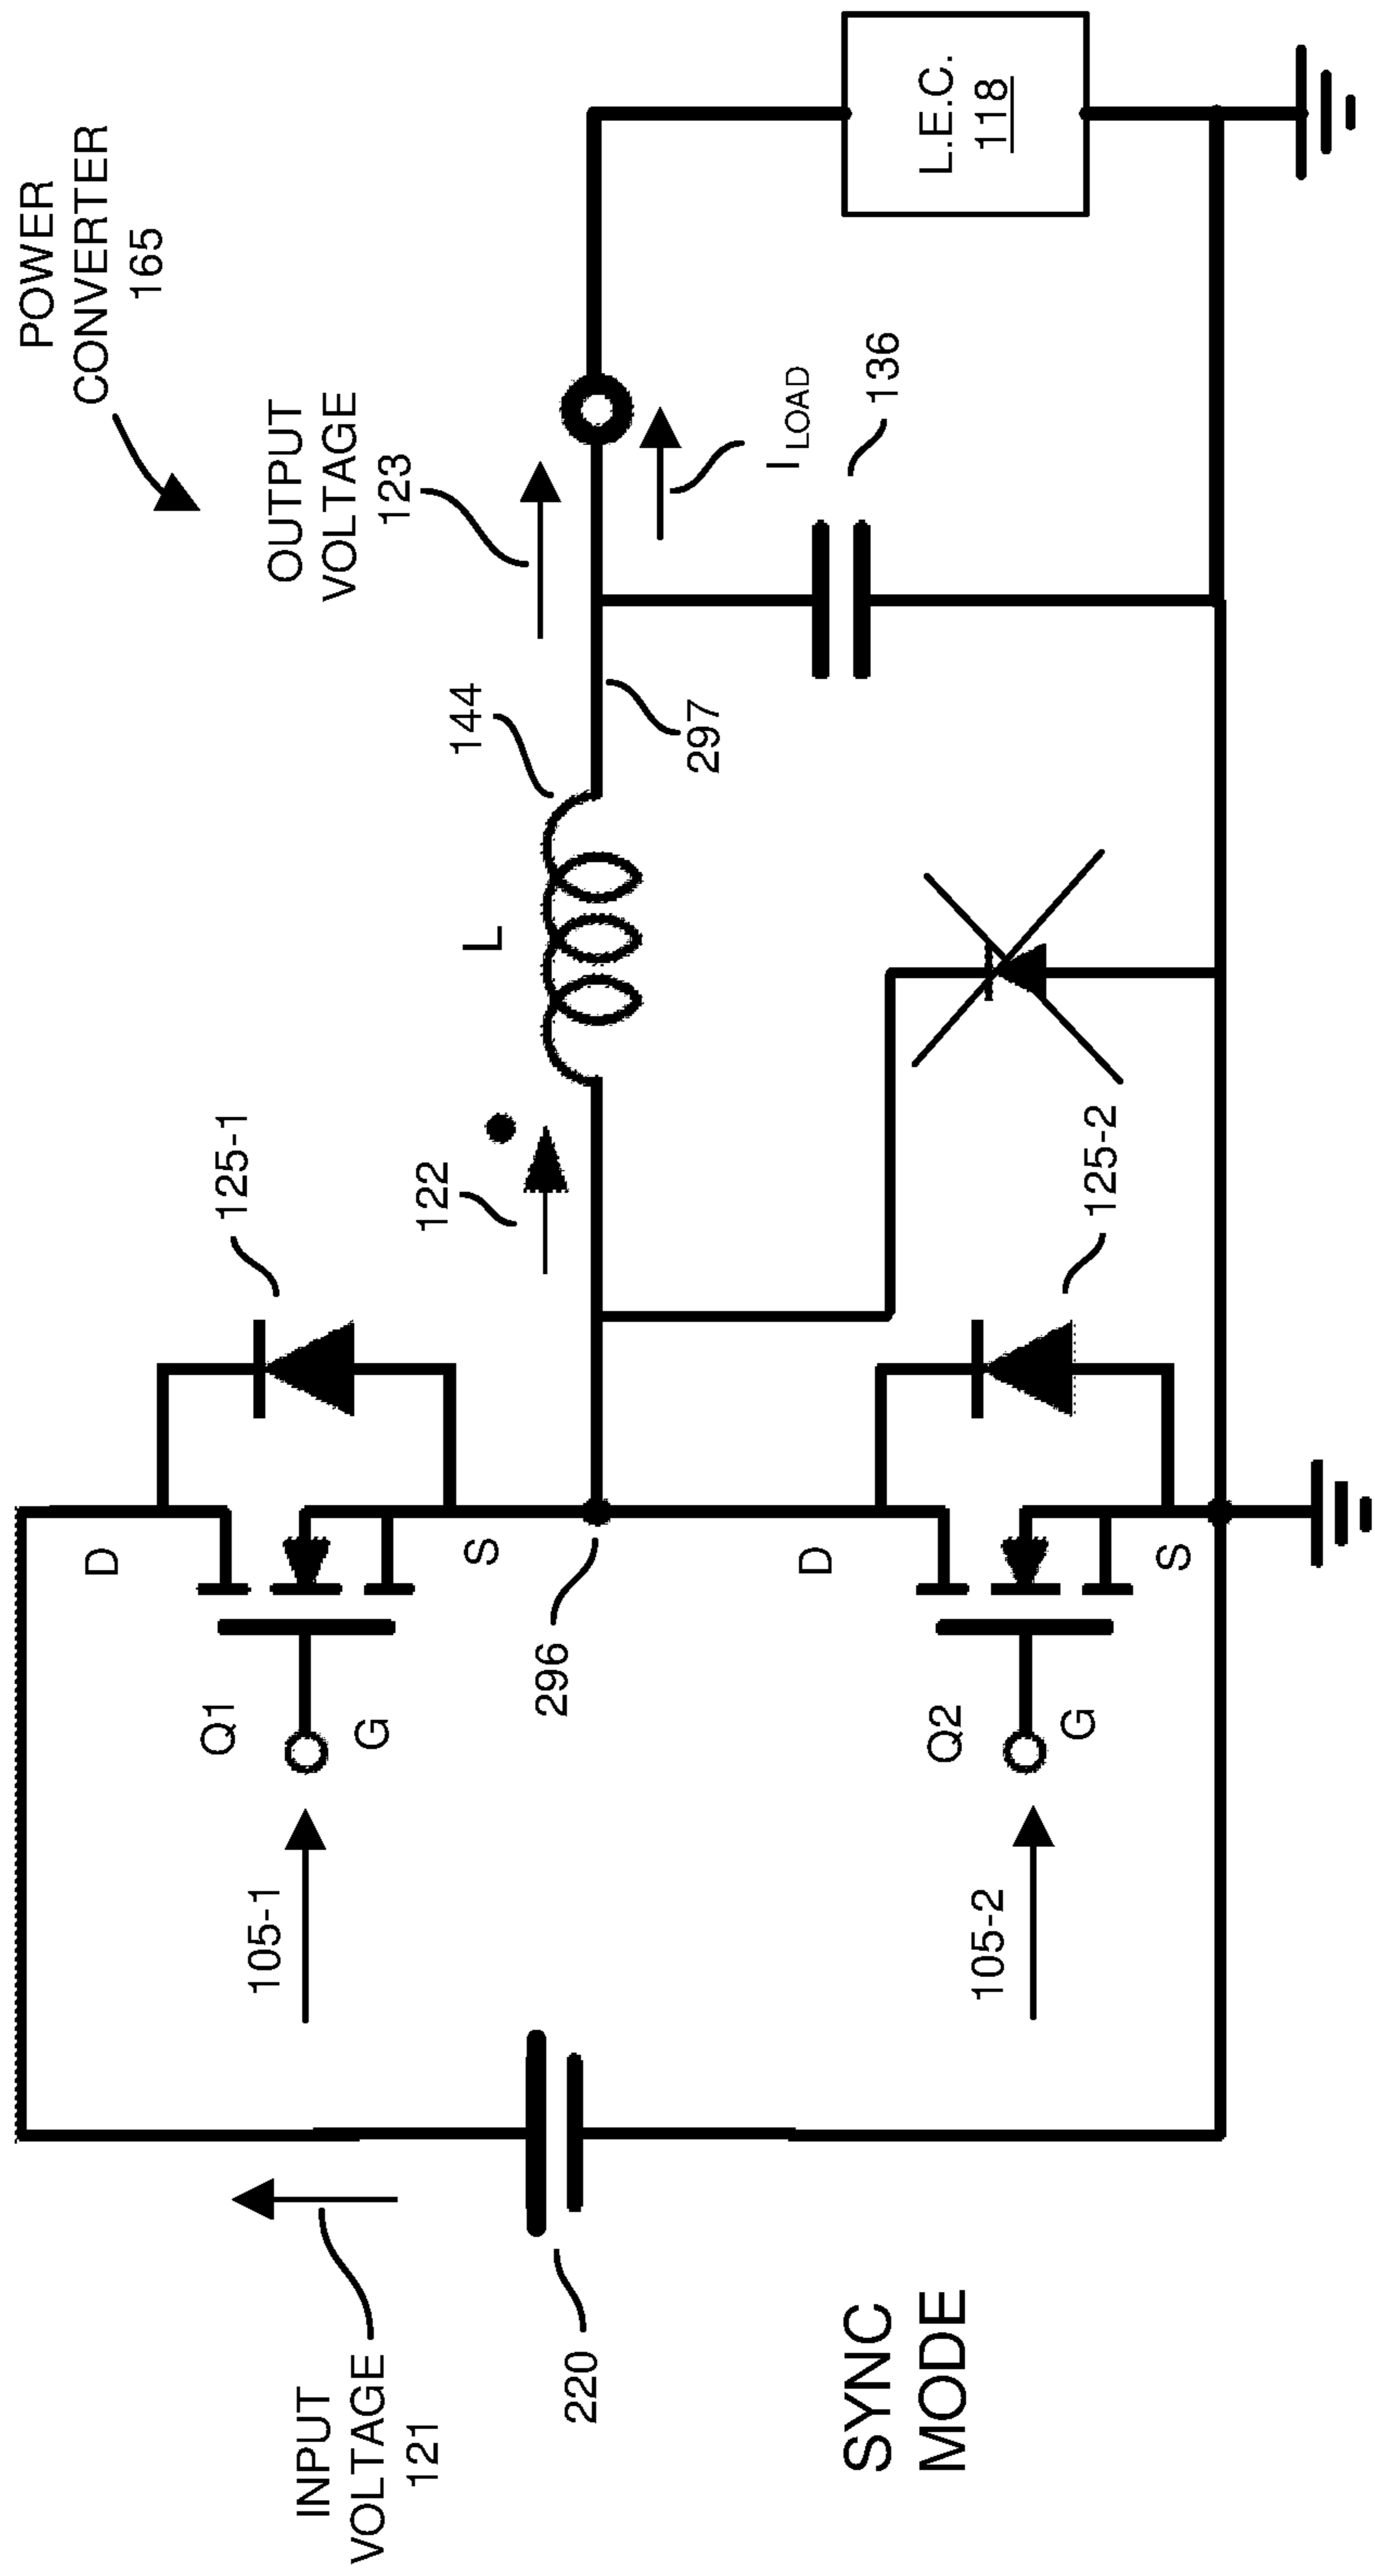 POWER
CONVERTER
165
OUTPUT
VOLTAGE
123
L.E.C.
118
I LOAD
136
144
L
297
122
125-1
125-2
D
S
D
S
296
Q1
G
Q2
G
105-1
105-2
INPUT
VOLTAGE
121
220
SYNC
MODE